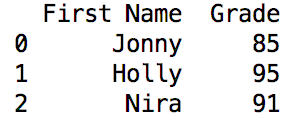 First Name Grade
0 Jonny 85
1 Holly 95
2 Nira 91